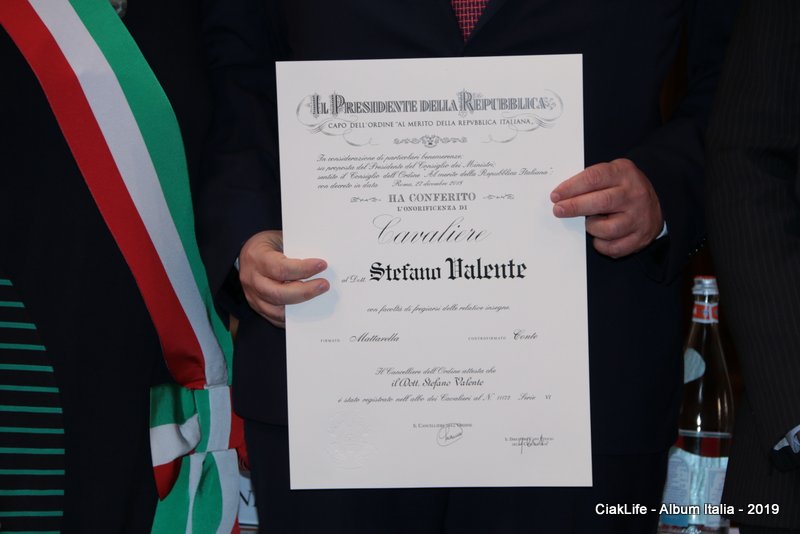 IL PRESIDENTE DELLA REPUBBLICA
CAPO DELL'ORDINE "AL MERITO DELLA REPVBBLICA ITALIANA"
In considerazione di particolari benemerenze;
su proposta del Presidente del Consiglio dei Ministri;
sentito il Consiglio dell'Ordine "Al merito della Repubblica Italiana";
con decreto in data Roma, 27 dicembre 2018
HA CONFERITO
L'ONORIFICENZA DI
Cavaliere
al Dott. Stefano Valente
con facoltà di fregiarsi delle relative insegne.
FIRMATO Mattarella CONTROFIRMATO Conte
Il Cancelliere dell'Ordine attesta che
il Dott. Stefano Valente
è stato registrato nell'albo dei Cavalieri al N. Serie VI
IL CANCELLIERE DELL'ORDINE
CiakLife - Album Italia - 2019